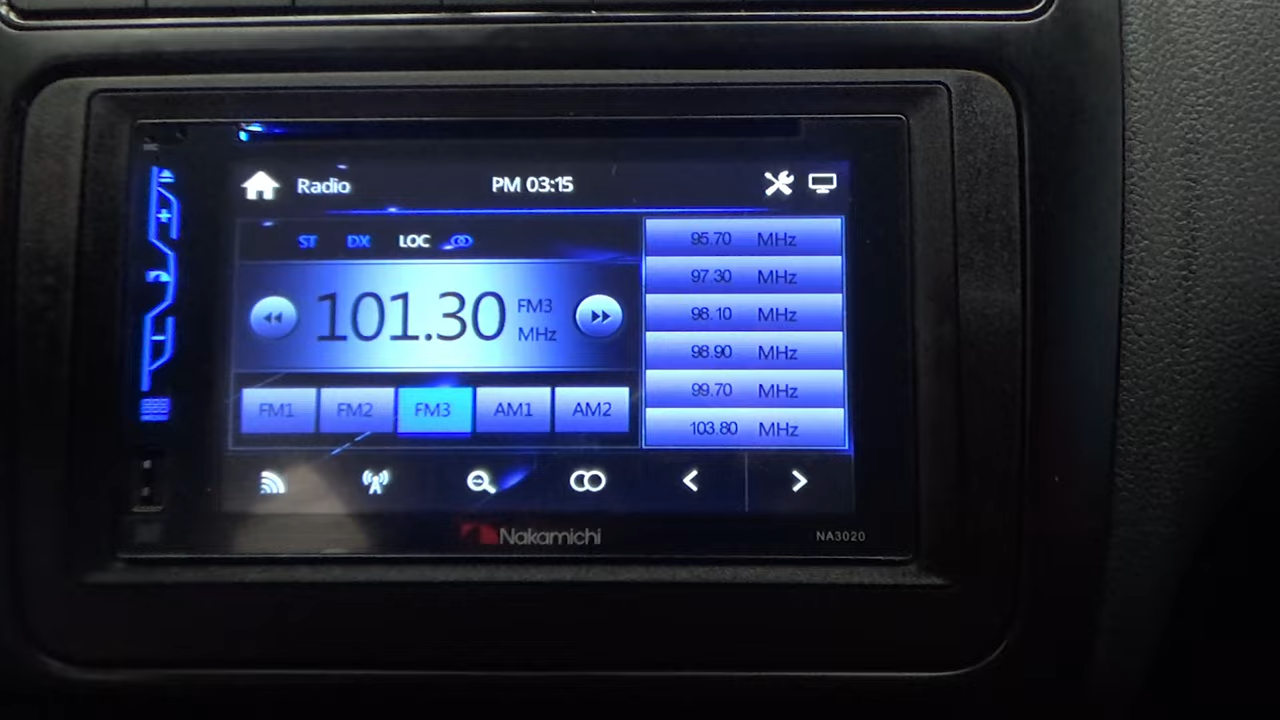 Radio PM 03:15
ST DX LOC
101.30 FM3
MHz
FM1 FM2 FM3 AM1 AM2
95.70 MHz
97.30 MHz
98.10 MHz
98.90 MHz
99.70 MHz
103.80 MHz
Nakamichi NA3020